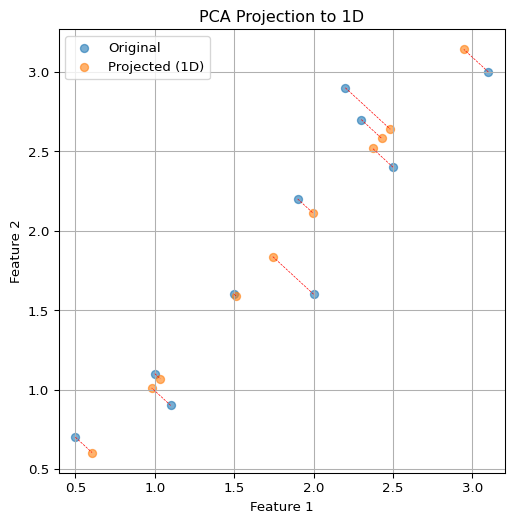 PCA Projection to 1D
Original
Projected (1D)
Feature 2
3.0
2.5
2.0
1.5
1.0
0.5
0.5 1.0 1.5 2.0 2.5 3.0
Feature 1